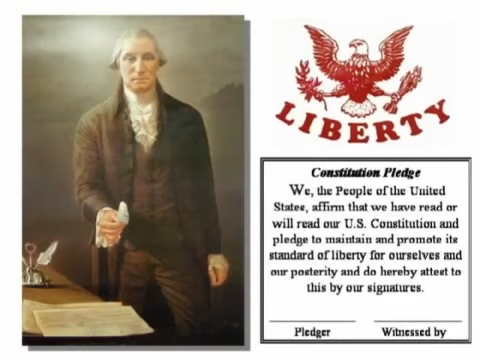 LIBERTY
Constitution Pledge
We, the People of the United
States, affirm that we have read or
will read our U.S. Constitution and
pledge to maintain and promote its
standard of liberty for ourselves and
our posterity and do hereby attest to
this by our signatures.
Pledger Witnessed by